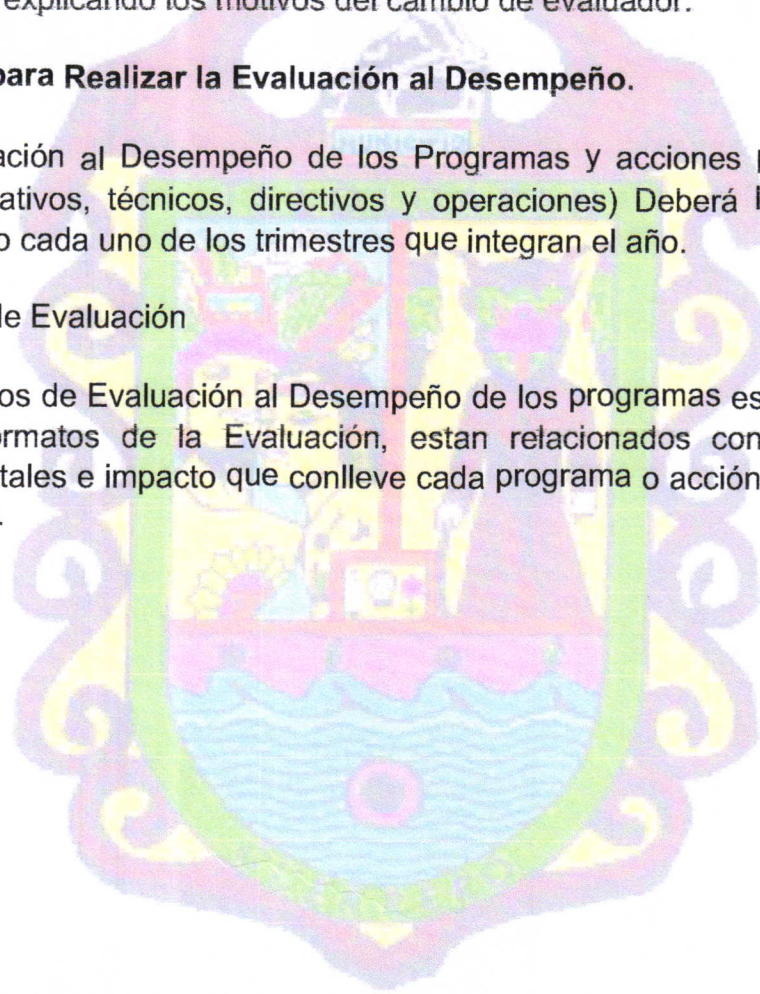 explicando los motivos del cambio de evaluador.
para Realizar la Evaluación al Desempeño.
ación al Desempeño de los Programas y acciones
ativos, técnicos, directivos y operaciones) Deberá
o cada uno de los trimestres que integran el año.
de Evaluación
os de Evaluación al Desempeño de los programas es
ormatos de la Evaluación, estan relacionados con
tales e impacto que conlleve cada programa o acción
.